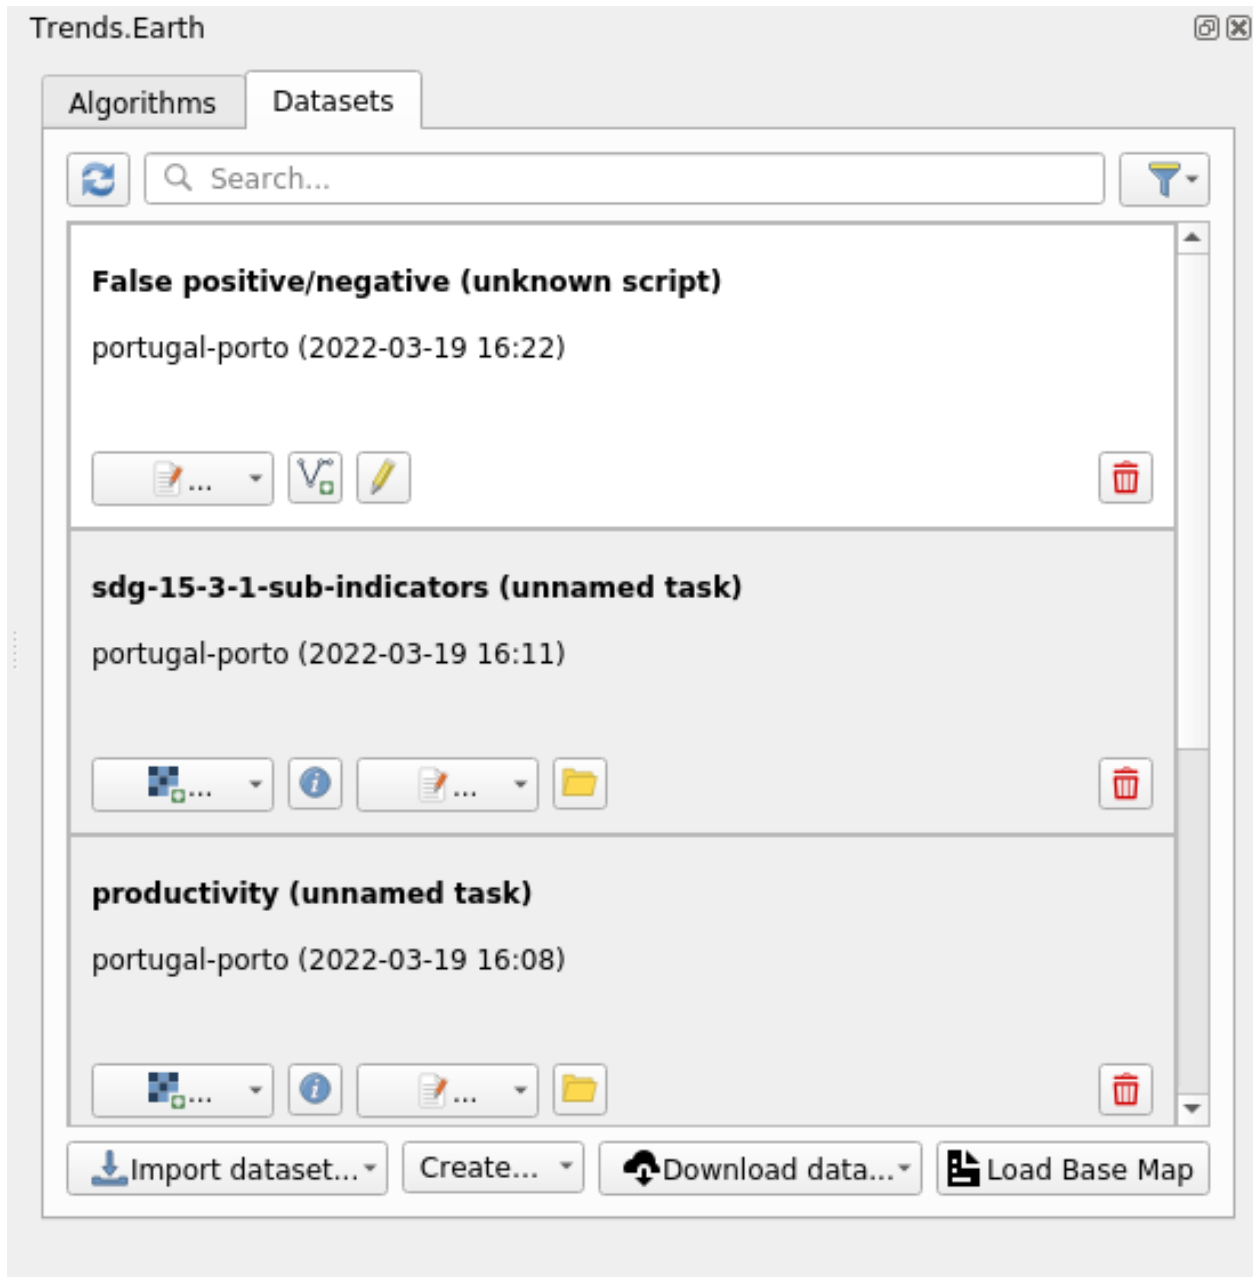 Trends.Earth
Algorithms Datasets
Search...
False positive/negative (unknown script)
portugal-porto (2022-03-19 16:22)
...
sdg-15-3-1-sub-indicators (unnamed task)
portugal-porto (2022-03-19 16:11)
... i ...
productivity (unnamed task)
portugal-porto (2022-03-19 16:08)
... i ...
Import dataset... Create... Download data... Load Base Map